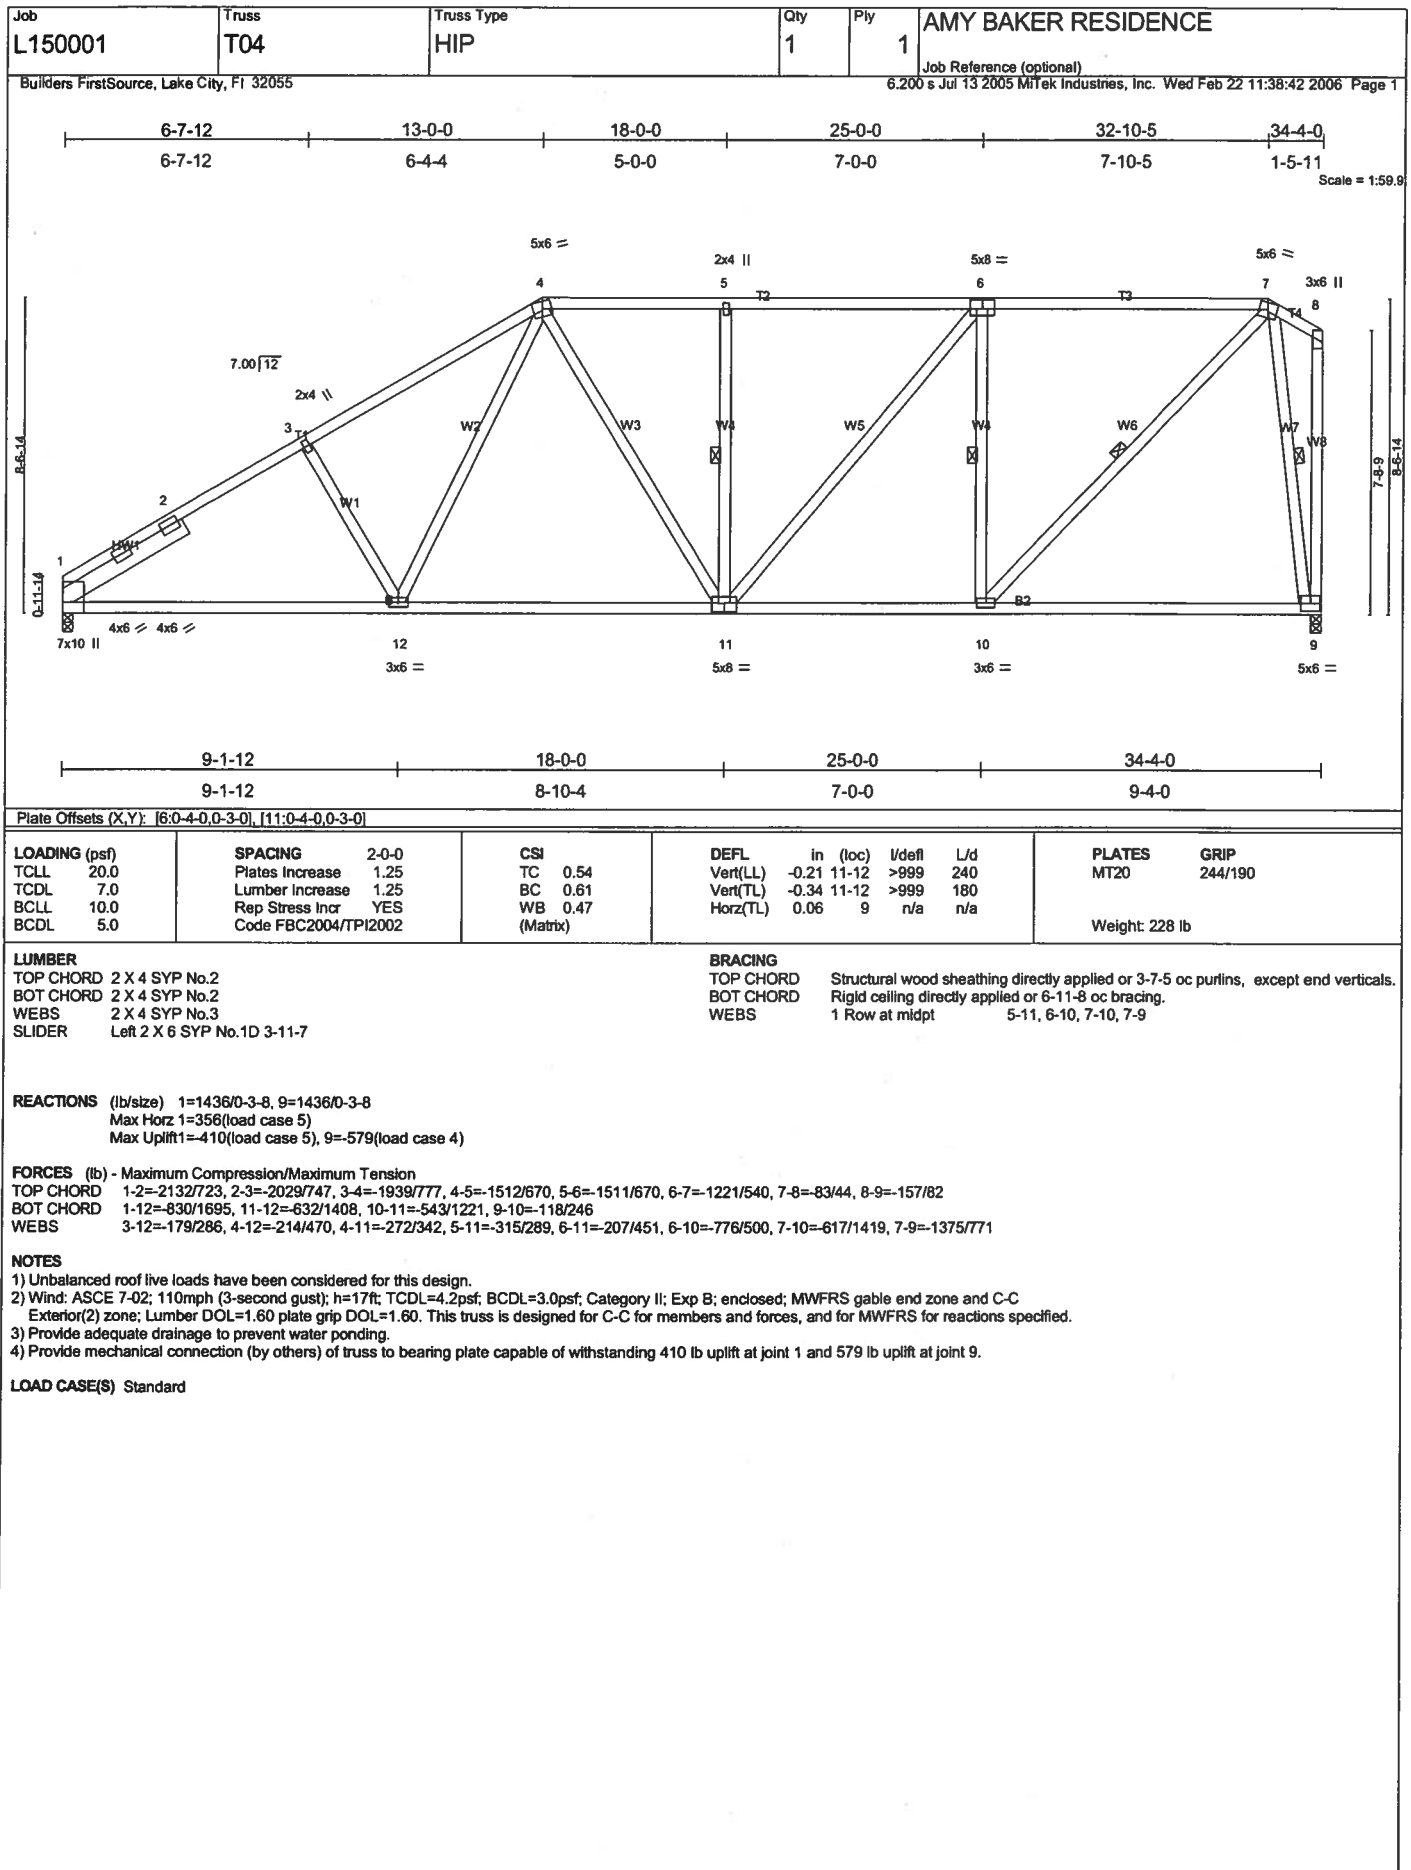 Job Truss Truss Type Qty Ply AMY BAKER RESIDENCE
L150001 T04 HIP 1 1
Job Reference (optional)
Builders FirstSource, Lake City, Fl 32055 6.200 s Jul 13 2005 MiTek Industries, Inc. Wed Feb 22 11:38:42 2006 Page 1
6-7-12 13-0-0 18-0-0 25-0-0 32-10-5 34-4-0
6-7-12 6-4-4 5-0-0 7-0-0 7-10-5 1-5-11
Scale = 1:59.9
5x6 = 2x4 || 5x8 = 5x6 = 3x6 ||
4 5 6 7 8
T2 T3 T4
7.00 12
2x4 \\
3 T1
W2 W3 W4 W5 W4 W6 W7 W8
8-6-14 7-8-9 8-6-14
2 W1
HW1
1
0-11-14
B2
4x6 // 4x6 //
7x10 || 12 11 10 9
3x6 = 5x8 = 3x6 = 5x6 =
9-1-12 18-0-0 25-0-0 34-4-0
9-1-12 8-10-4 7-0-0 9-4-0
Plate Offsets (X,Y): [6:0-4-0,0-3-0], [11:0-4-0,0-3-0]
LOADING (psf) SPACING 2-0-0 CSI DEFL in (loc) l/defl L/d PLATES GRIP
TCLL 20.0 Plates Increase 1.25 TC 0.54 Vert(LL) -0.21 11-12 >999 240 MT20 244/190
TCDL 7.0 Lumber Increase 1.25 BC 0.61 Vert(TL) -0.34 11-12 >999 180
BCLL 10.0 Rep Stress Incr YES WB 0.47 Horz(TL) 0.06 9 n/a n/a
BCDL 5.0 Code FBC2004/TPI2002 (Matrix) Weight: 228 lb
LUMBER BRACING
TOP CHORD 2 X 4 SYP No.2 TOP CHORD Structural wood sheathing directly applied or 3-7-5 oc purlins, except end verticals.
BOT CHORD 2 X 4 SYP No.2 BOT CHORD Rigid ceiling directly applied or 6-11-8 oc bracing.
WEBS 2 X 4 SYP No.3 WEBS 1 Row at midpt 5-11, 6-10, 7-10, 7-9
SLIDER Left 2 X 6 SYP No.1D 3-11-7
REACTIONS (lb/size) 1=1436/0-3-8, 9=1436/0-3-8
Max Horz 1=356(load case 5)
Max Uplift1=-410(load case 5), 9=-579(load case 4)
FORCES (lb) - Maximum Compression/Maximum Tension
TOP CHORD 1-2=-2132/723, 2-3=-2029/747, 3-4=-1939/777, 4-5=-1512/670, 5-6=-1511/670, 6-7=-1221/540, 7-8=-83/44, 8-9=-157/82
BOT CHORD 1-12=-830/1695, 11-12=-632/1408, 10-11=-543/1221, 9-10=-118/246
WEBS 3-12=-179/286, 4-12=-214/470, 4-11=-272/342, 5-11=-315/289, 6-11=-207/451, 6-10=-776/500, 7-10=-617/1419, 7-9=-1375/771
NOTES
1) Unbalanced roof live loads have been considered for this design.
2) Wind: ASCE 7-02; 110mph (3-second gust); h=17ft; TCDL=4.2psf; BCDL=3.0psf; Category II; Exp B; enclosed; MWFRS gable end zone and C-C
Exterior(2) zone; Lumber DOL=1.60 plate grip DOL=1.60. This truss is designed for C-C for members and forces, and for MWFRS for reactions specified.
3) Provide adequate drainage to prevent water ponding.
4) Provide mechanical connection (by others) of truss to bearing plate capable of withstanding 410 lb uplift at joint 1 and 579 lb uplift at joint 9.
LOAD CASE(S) Standard